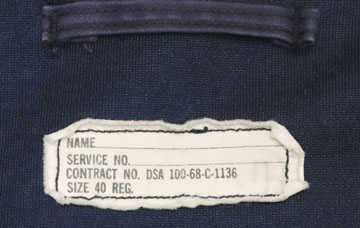 NAME
SERVICE NO.
CONTRACT NO. DSA 100-68-C-1136
SIZE 40 REG.